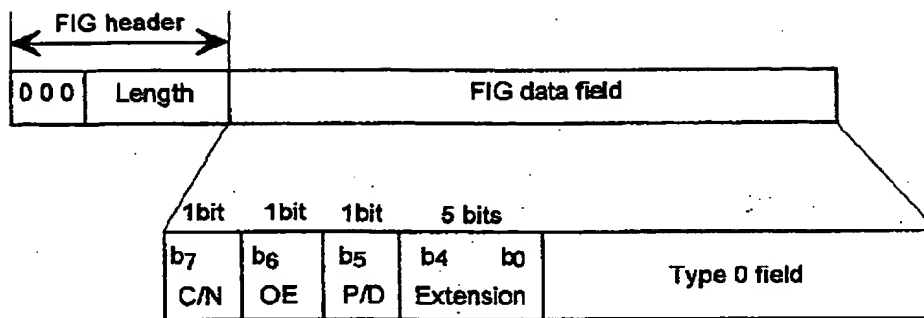 FIG header
0 0 0 Length FIG data field
1bit 1bit 1bit 5 bits
b7 b6 b5 b4 b0
C/N OE P/D Extension Type 0 field